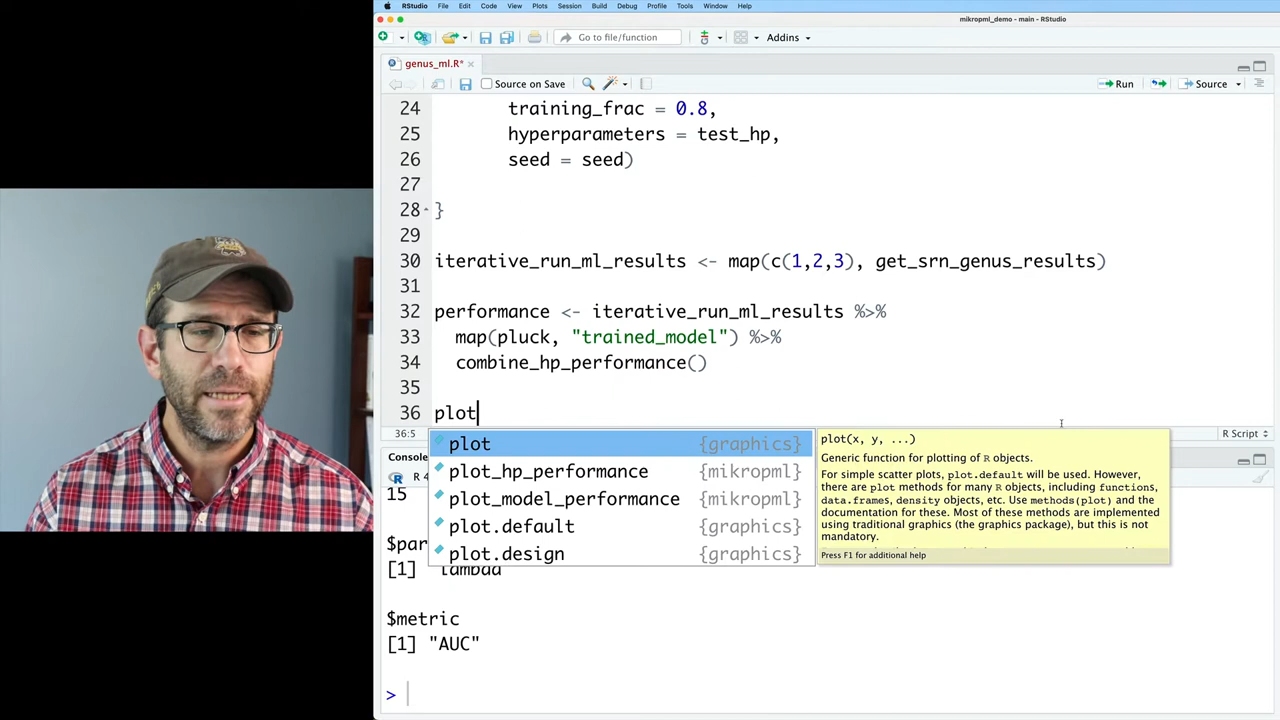 RStudio File Edit Code View Plots Session Build Debug Profile Tools Window Help
mikropml_demo - main - RStudio
Go to file/function Addins
genus_ml.R*
Source on Save Run Source
24 training_frac = 0.8,
25 hyperparameters = test_hp,
26 seed = seed)
27
28 }
29
30 iterative_run_ml_results <- map(c(1,2,3), get_srn_genus_results)
31
32 performance <- iterative_run_ml_results %>%
33 map(pluck, "trained_model") %>%
34 combine_hp_performance()
35
36 plot
36:5 R Script
plot {graphics}
plot_hp_performance {mikropml}
plot_model_performance {mikropml}
plot.default {graphics}
plot.design {graphics}
plot(x, y, ...)
Generic function for plotting of R objects.
For simple scatter plots, plot.default will be used. However,
there are plot methods for many R objects, including functions,
data.frames, density objects, etc. Use methods(plot) and the
documentation for these. Most of these methods are implemented
using traditional graphics (the graphics package), but this is not
mandatory.
Press F1 for additional help
Console
R 4
15
$par
[1] lambda
$metric
[1] "AUC"
>